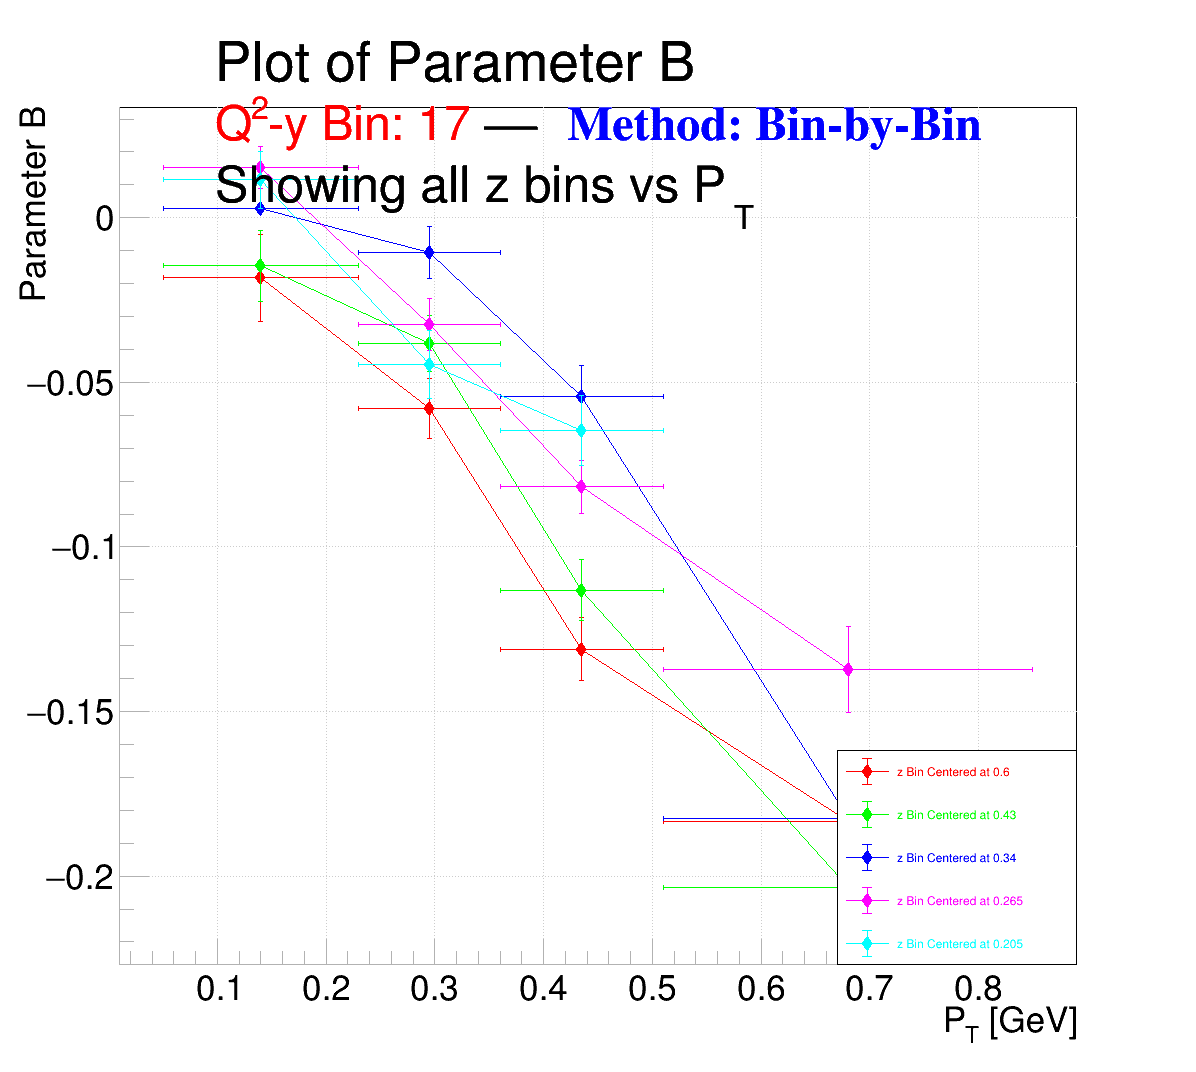 Plot of Parameter B
Q²-y Bin: 17 — Method: Bin-by-Bin
Showing all z bins vs P_T
Parameter B
0
−0.05
−0.1
−0.15
−0.2
z Bin Centered at 0.6
z Bin Centered at 0.43
z Bin Centered at 0.34
z Bin Centered at 0.265
z Bin Centered at 0.205
0.1 0.2 0.3 0.4 0.5 0.6 0.7 0.8
P_T [GeV]